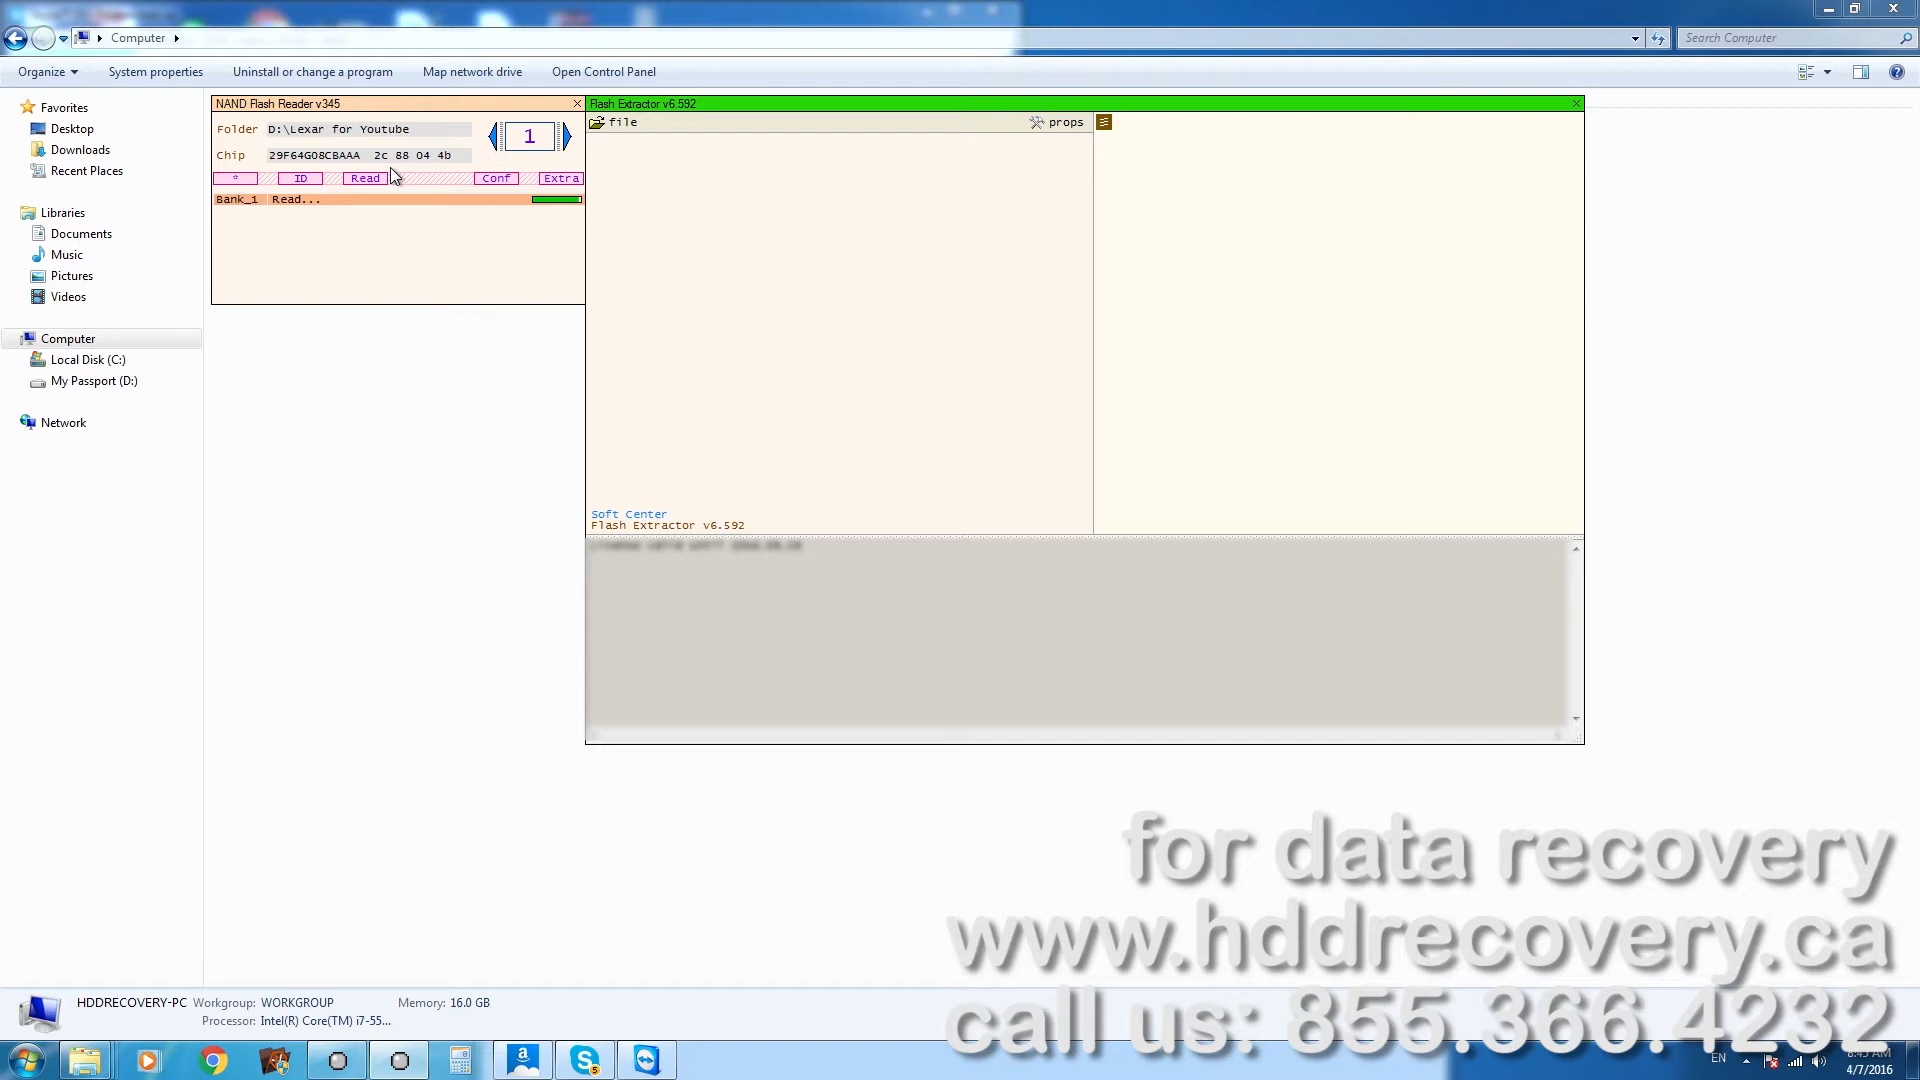 Computer
Search Computer
Organize
System properties
Uninstall or change a program
Map network drive
Open Control Panel
Favorites
Desktop
Downloads
Recent Places
Libraries
Documents
Music
Pictures
Videos
Computer
Local Disk (C:)
My Passport (D:)
Network
NAND Flash Reader v345
Folder D:\Lexar for Youtube
1
Chip 29F64G08CBAAA 2c 88 04 4b
* ID Read Conf Extra
Bank_1 Read...
Flash Extractor v6.592
file
props
Soft Center
Flash Extractor v6.592
for data recovery
www.hddrecovery.ca
call us: 855.366.4232
HDDRECOVERY-PC Workgroup: WORKGROUP Memory: 16.0 GB
Processor: Intel(R) Core(TM) i7-55...
EN
4/7/2016